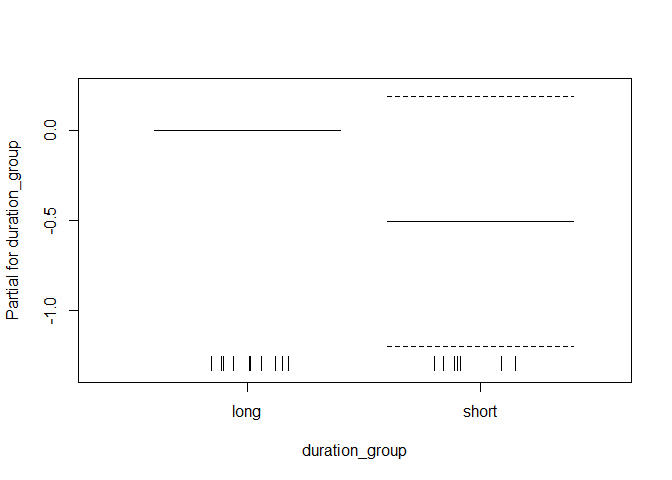 Partial for duration_group
0.0
-0.5
-1.0
long short
duration_group